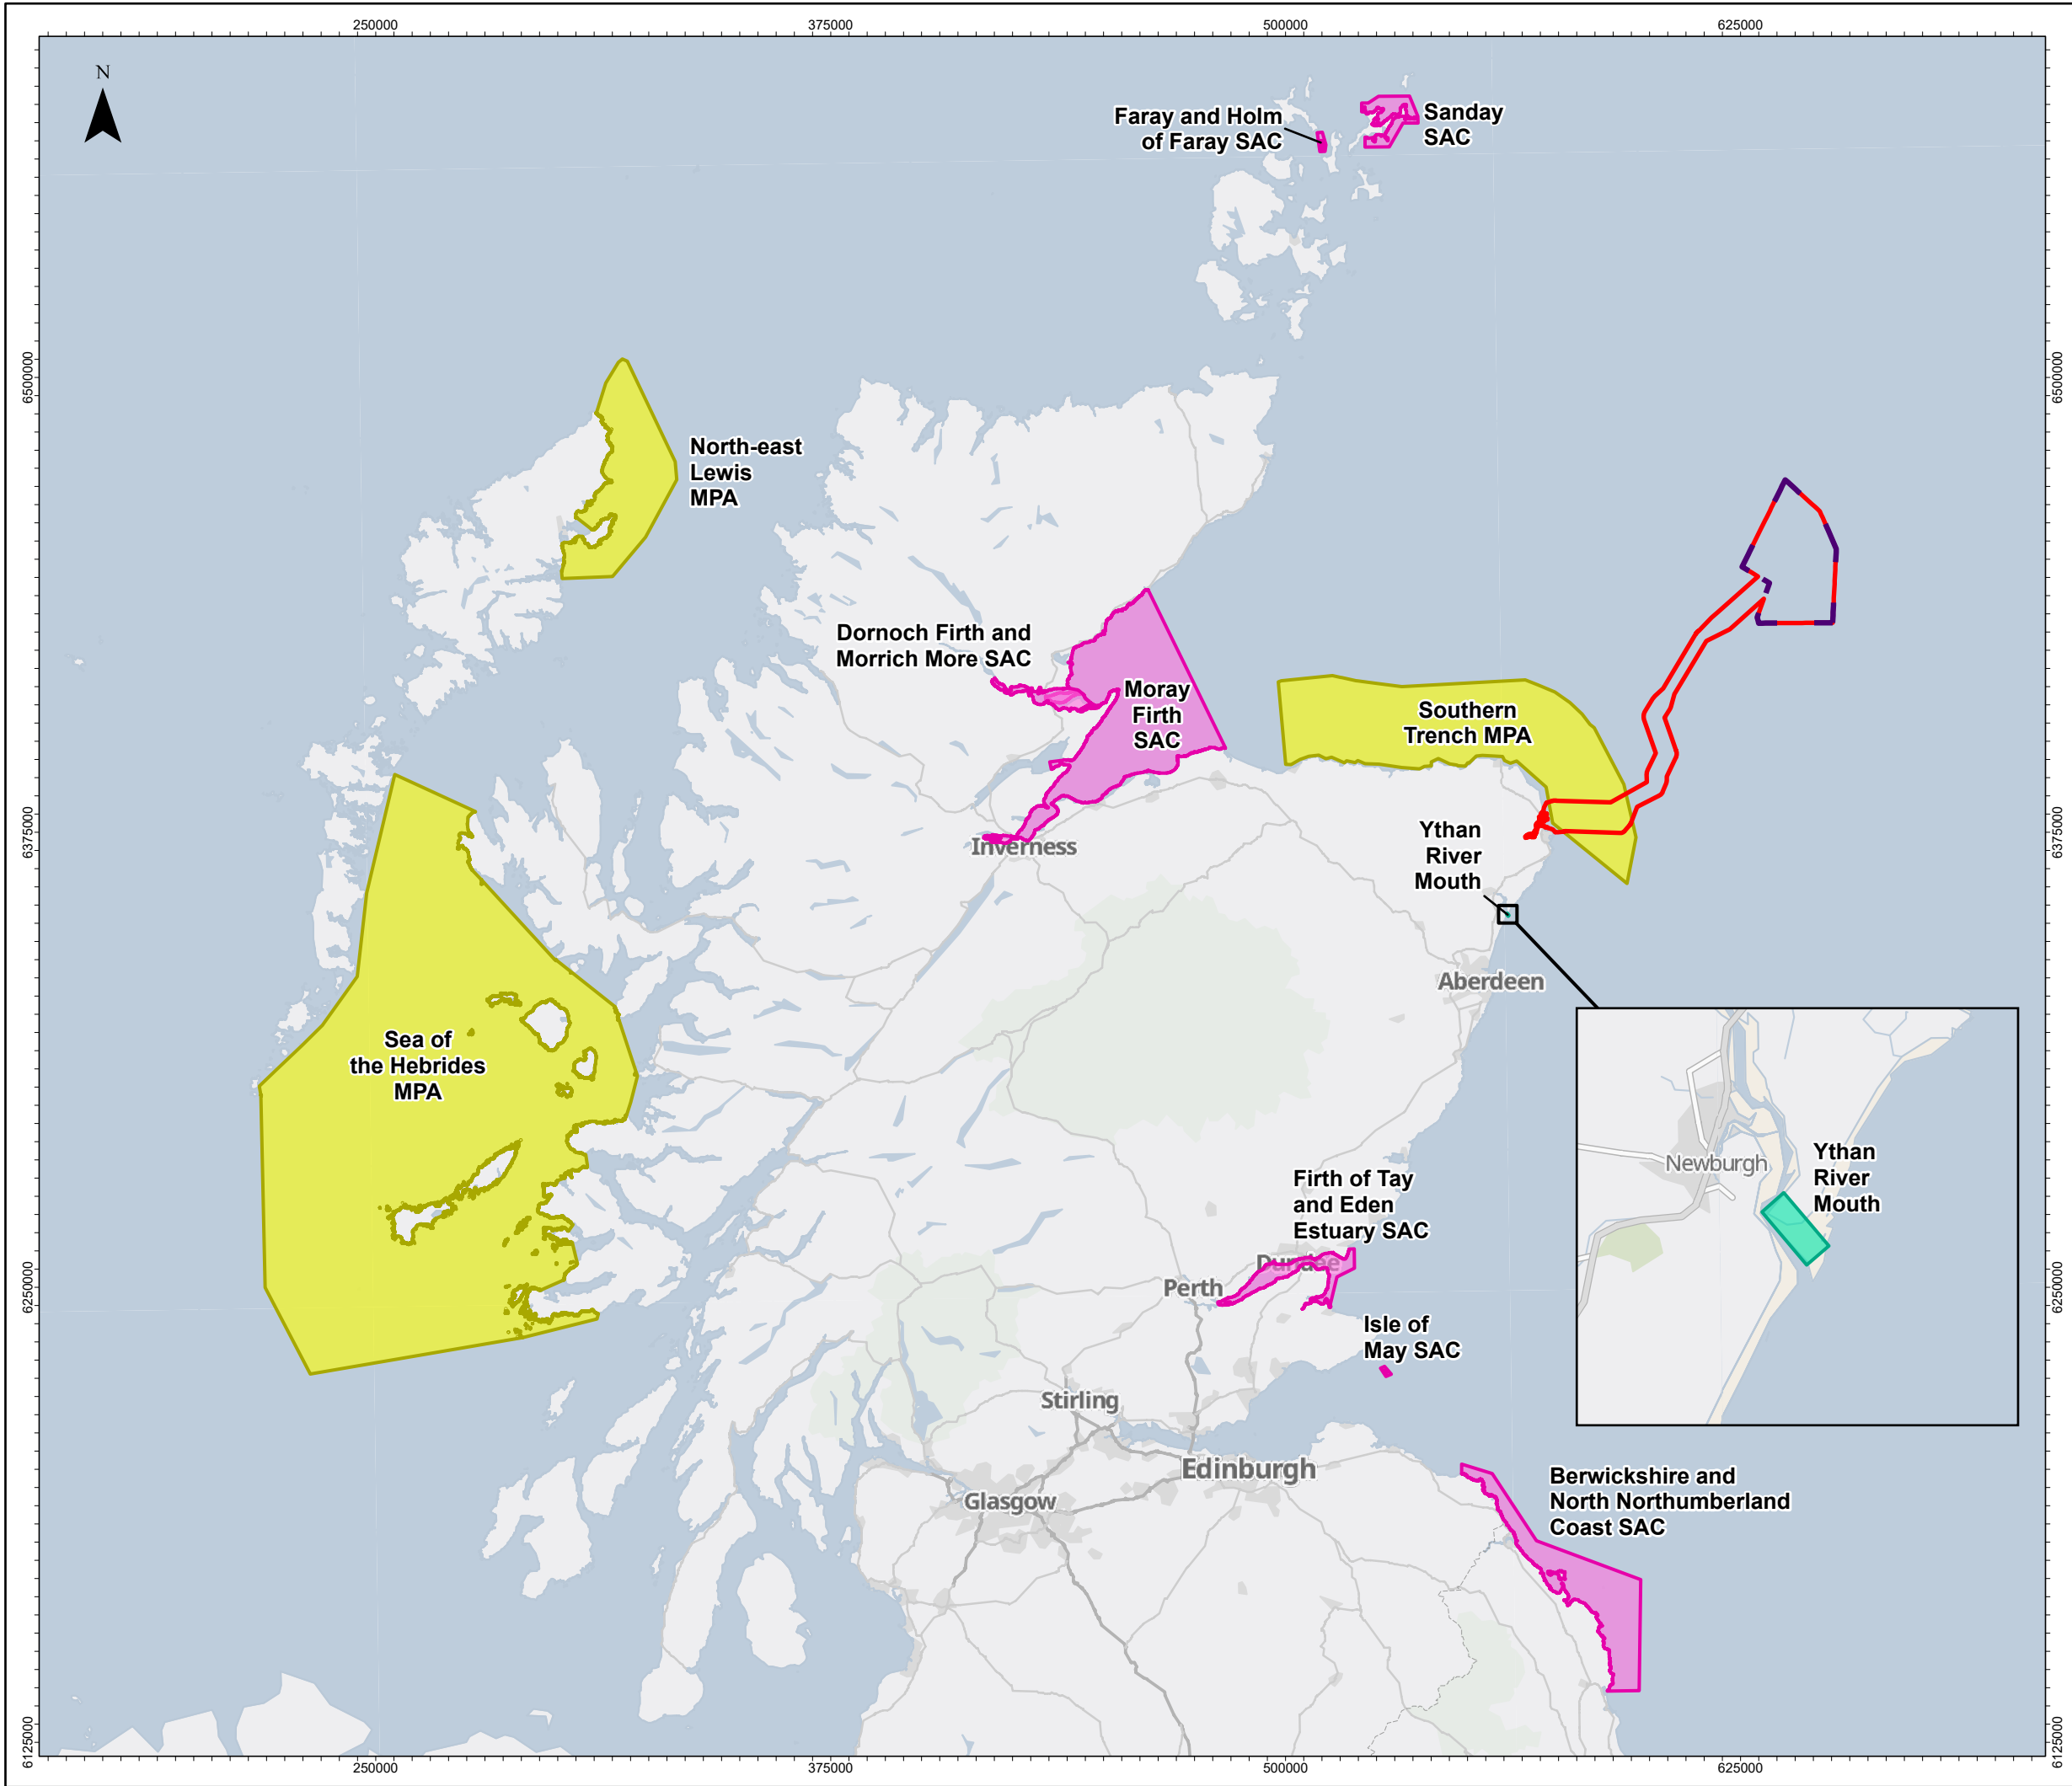 250000
375000
500000
625000
N
Faray and Holm
of Faray SAC
Sanday
SAC
6500000
6500000
North-east
Lewis
MPA
Dornoch Firth and
Morrich More SAC
Moray
Firth
SAC
Southern
Trench MPA
6375000
6375000
Inverness
Ythan
River
Mouth
Aberdeen
Sea of
the Hebrides
MPA
Newburgh
Ythan
River
Mouth
Firth of Tay
and Eden
Estuary SAC
Dundee
Perth
6250000
6250000
Isle of
May SAC
Stirling
Edinburgh
Glasgow
Berwickshire and
North Northumberland
Coast SAC
6125000
6125000
250000
375000
500000
625000